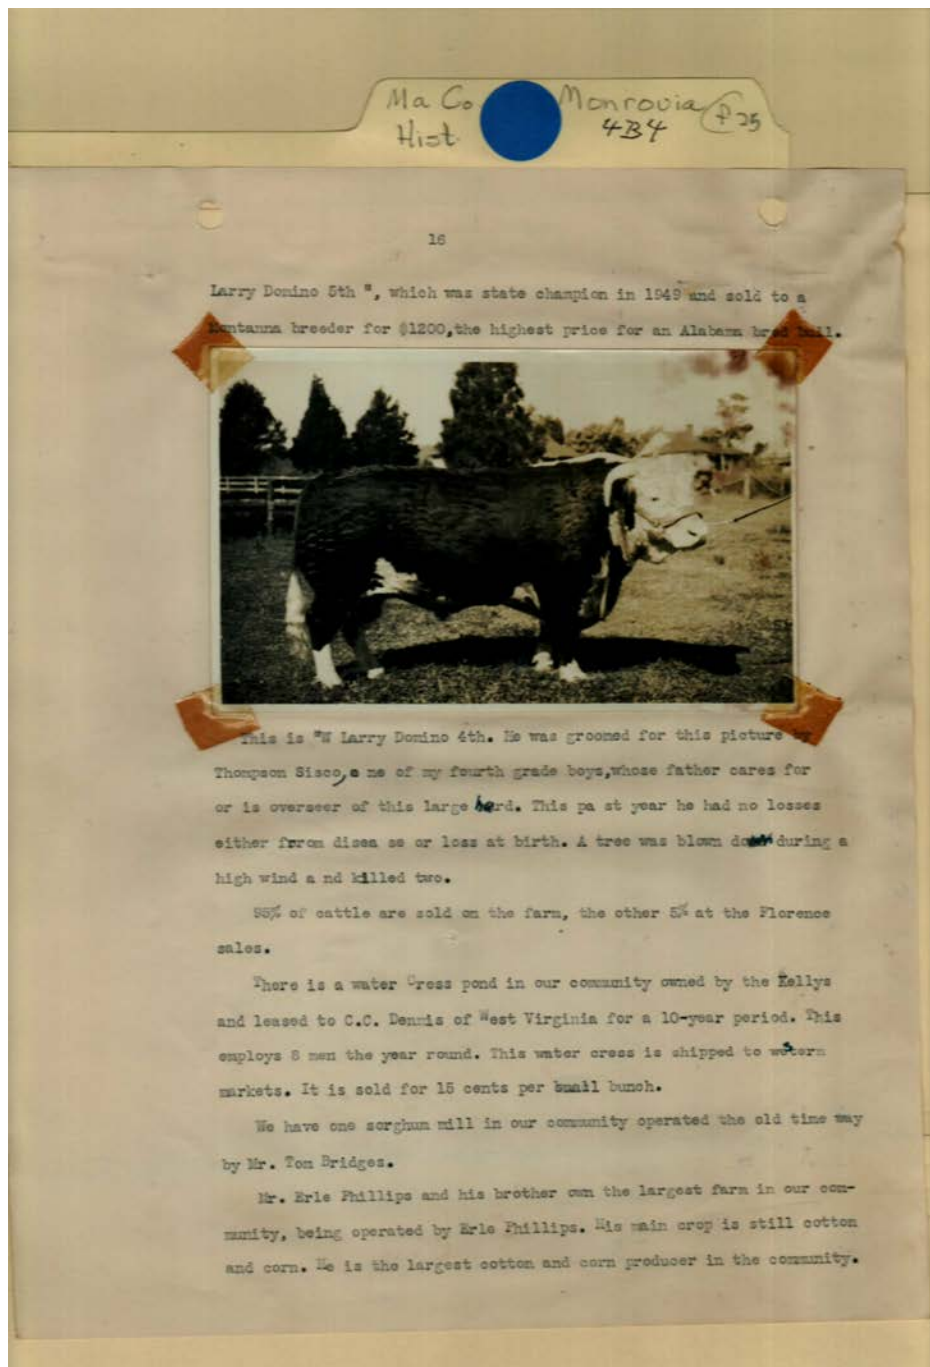 Ma Co Monrovia P 25
Hist. 4B4
16
Larry Domino 5th ", which was state champion in 1949 and sold to a
Montanna breeder for $1200,the highest price for an Alabama bred bull.
This is "W Larry Domino 4th. He was groomed for this picture by
Thompson Sisco,o ne of my fourth grade boys,whose father cares for
or is overseer of this large herd. This pa st year he had no losses
either from disea se or loss at birth. A tree was blown down during a
high wind a nd killed two.
95% of cattle are sold on the farm, the other 5% at the Florence
sales.
There is a water Cress pond in our community owned by the Kellys
and leased to C.C. Dennis of West Virginia for a 10-year period. This
employs 8 men the year round. This water cress is shipped to western
markets. It is sold for 15 cents per small bunch.
We have one sorghum mill in our community operated the old time way
by Mr. Tom Bridges.
Mr. Erle Phillips and his brother own the largest farm in our com-
munity, being operated by Erle Phillips. His main crop is still cotton
and corn. He is the largest cotton and corn producer in the community.